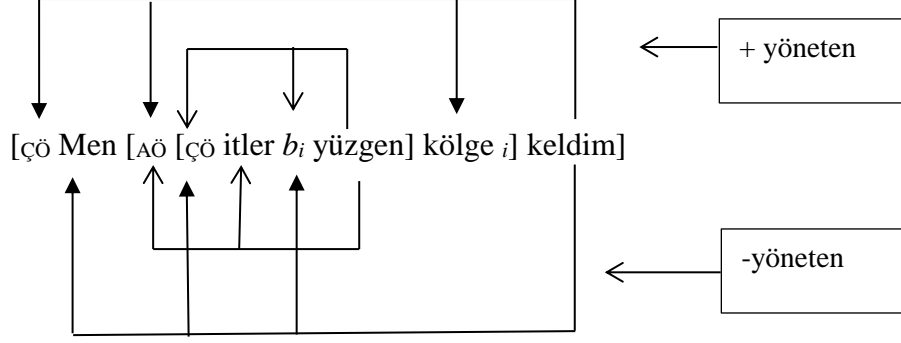 + yöneten
[ÇÖ Men [AÖ [ÇÖ itler bi yüzgen] kölge i] keldim]
-yöneten